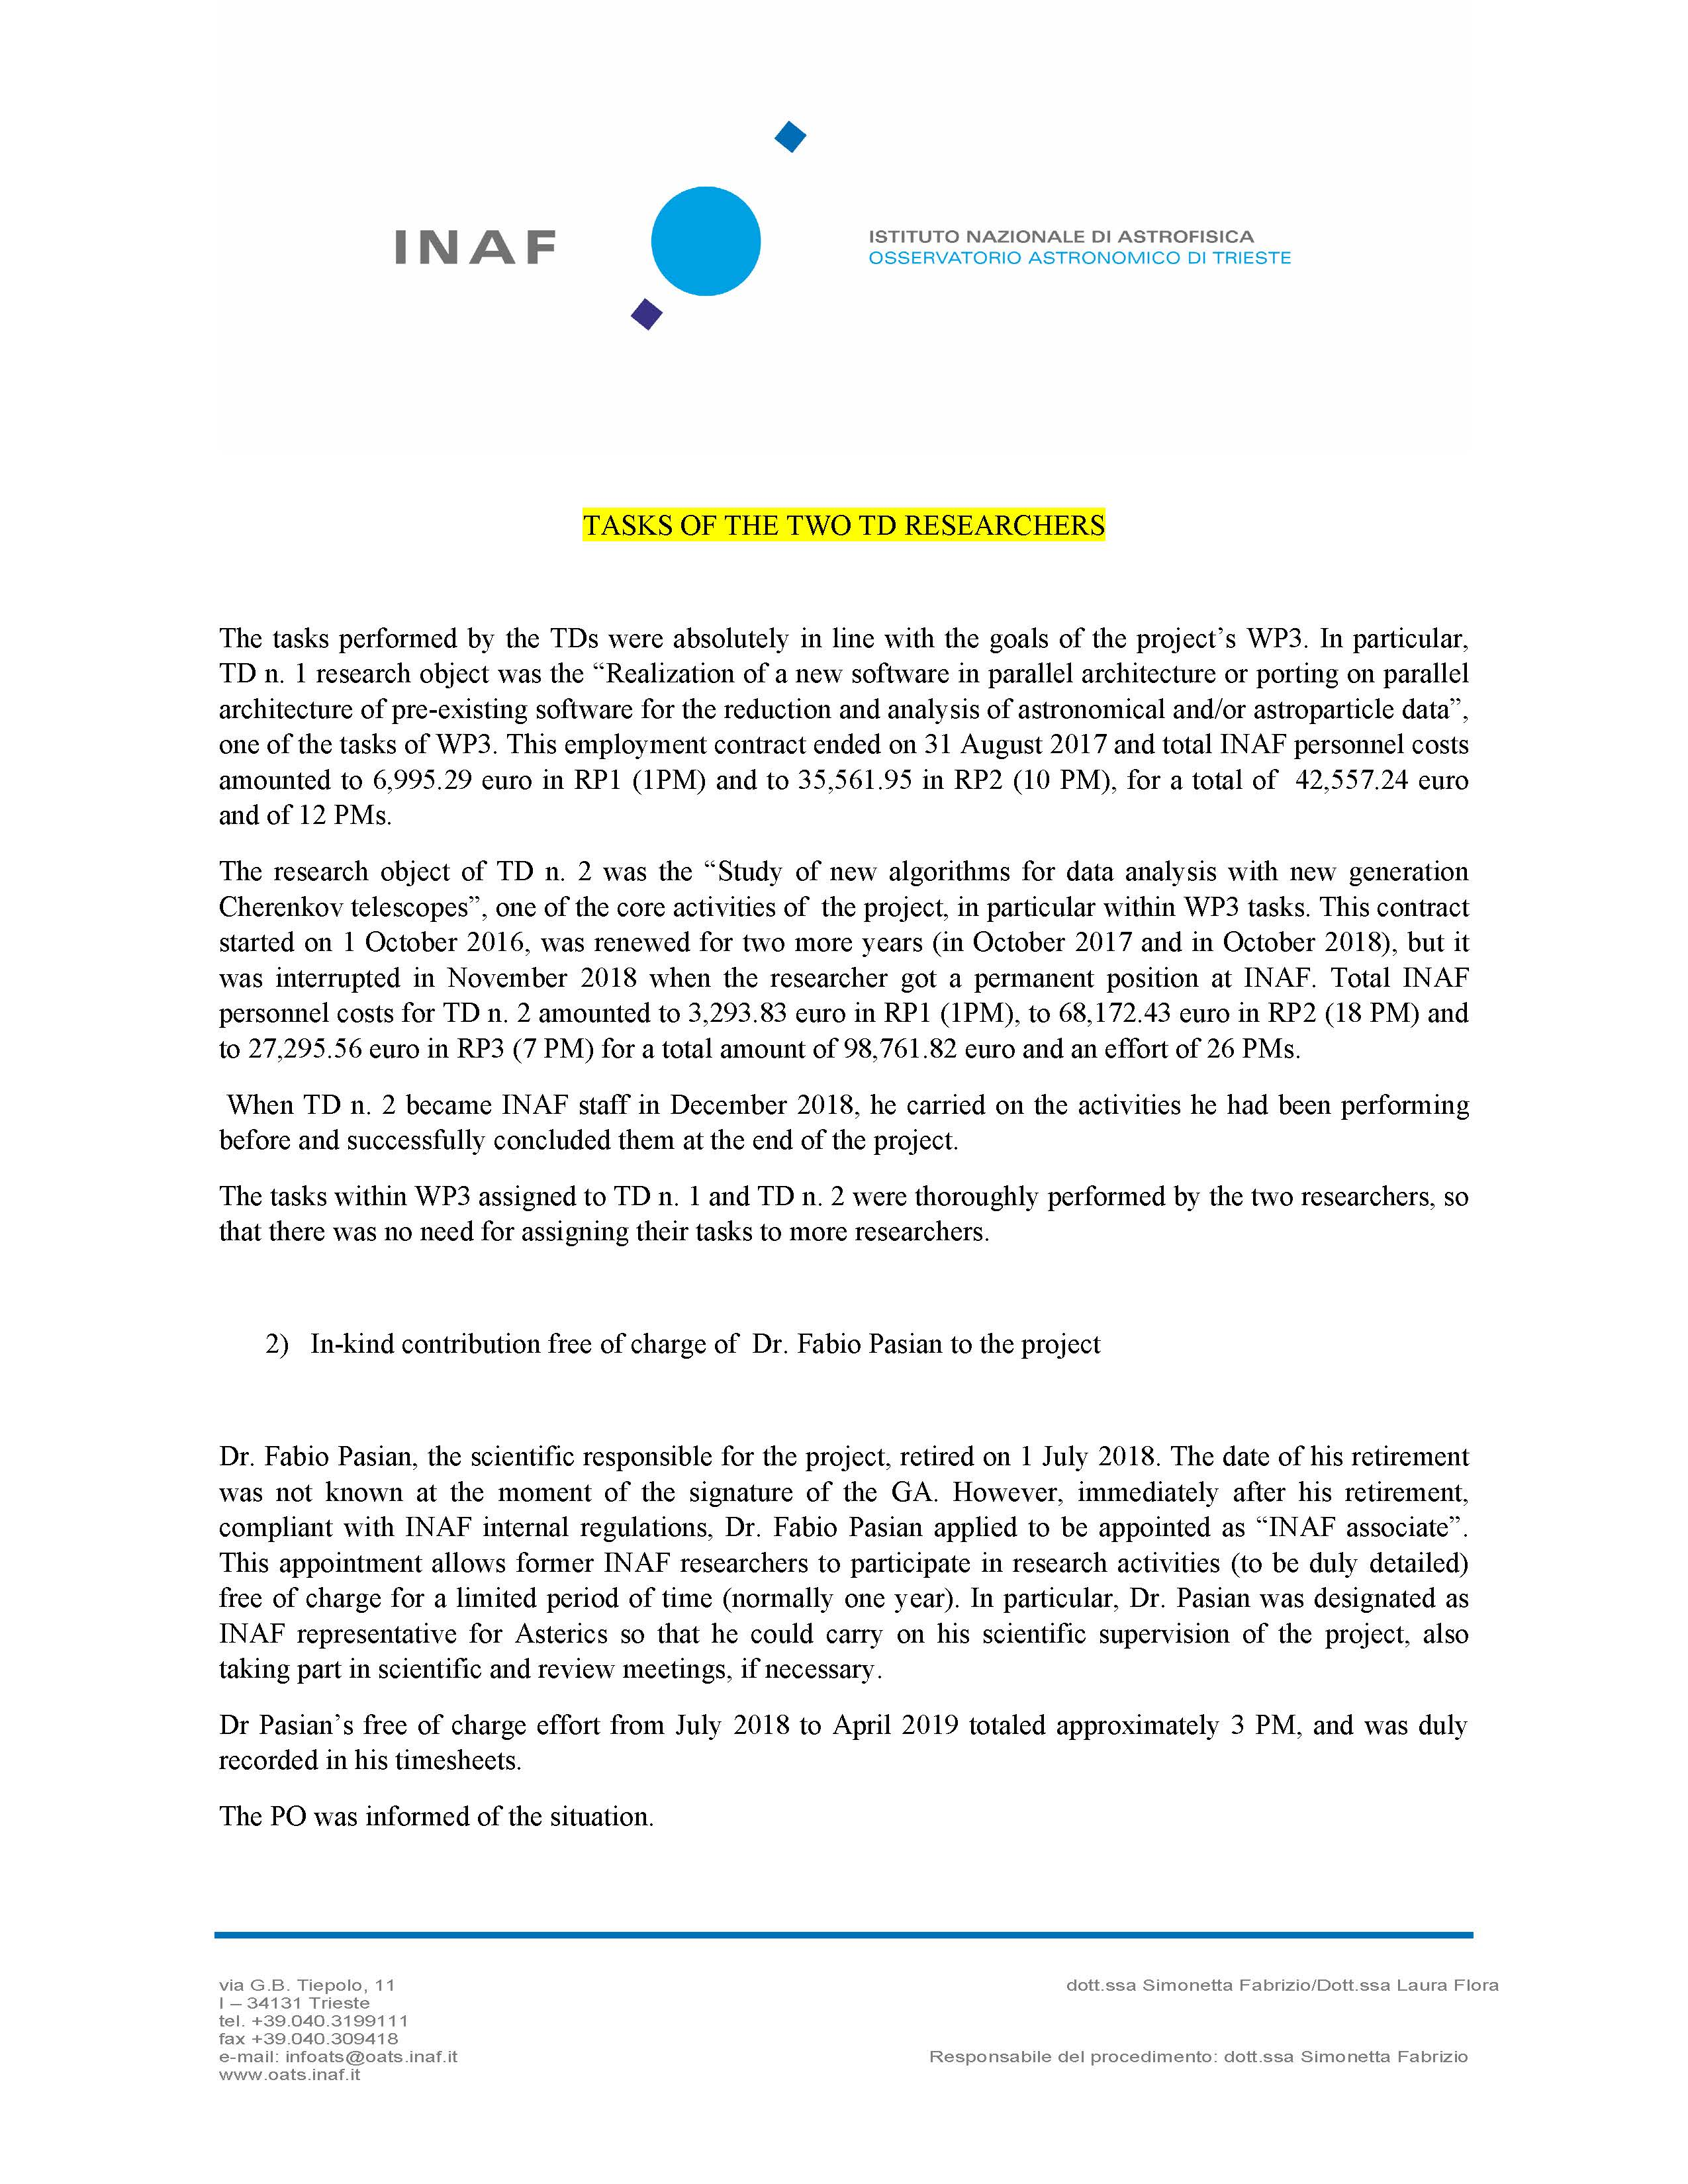 INAF
ISTITUTO NAZIONALE DI ASTROFISICA
OSSERVATORIO ASTRONOMICO DI TRIESTE
TASKS OF THE TWO TD RESEARCHERS
The tasks performed by the TDs were absolutely in line with the goals of the project’s WP3. In particular,
TD n. 1 research object was the “Realization of a new software in parallel architecture or porting on parallel
architecture of pre-existing software for the reduction and analysis of astronomical and/or astroparticle data”,
one of the tasks of WP3. This employment contract ended on 31 August 2017 and total INAF personnel costs
amounted to 6,995.29 euro in RP1 (1PM) and to 35,561.95 in RP2 (10 PM), for a total of 42,557.24 euro
and of 12 PMs.
The research object of TD n. 2 was the “Study of new algorithms for data analysis with new generation
Cherenkov telescopes”, one of the core activities of the project, in particular within WP3 tasks. This contract
started on 1 October 2016, was renewed for two more years (in October 2017 and in October 2018), but it
was interrupted in November 2018 when the researcher got a permanent position at INAF. Total INAF
personnel costs for TD n. 2 amounted to 3,293.83 euro in RP1 (1PM), to 68,172.43 euro in RP2 (18 PM) and
to 27,295.56 euro in RP3 (7 PM) for a total amount of 98,761.82 euro and an effort of 26 PMs.
When TD n. 2 became INAF staff in December 2018, he carried on the activities he had been performing
before and successfully concluded them at the end of the project.
The tasks within WP3 assigned to TD n. 1 and TD n. 2 were thoroughly performed by the two researchers, so
that there was no need for assigning their tasks to more researchers.
2) In-kind contribution free of charge of Dr. Fabio Pasian to the project
Dr. Fabio Pasian, the scientific responsible for the project, retired on 1 July 2018. The date of his retirement
was not known at the moment of the signature of the GA. However, immediately after his retirement,
compliant with INAF internal regulations, Dr. Fabio Pasian applied to be appointed as “INAF associate”.
This appointment allows former INAF researchers to participate in research activities (to be duly detailed)
free of charge for a limited period of time (normally one year). In particular, Dr. Pasian was designated as
INAF representative for Asterics so that he could carry on his scientific supervision of the project, also
taking part in scientific and review meetings, if necessary.
Dr Pasian’s free of charge effort from July 2018 to April 2019 totaled approximately 3 PM, and was duly
recorded in his timesheets.
The PO was informed of the situation.
via G.B. Tiepolo, 11
I – 34131 Trieste
tel. +39.040.3199111
fax +39.040.309418
e-mail: infoats@oats.inaf.it
www.oats.inaf.it
dott.ssa Simonetta Fabrizio/Dott.ssa Laura Flora
Responsabile del procedimento: dott.ssa Simonetta Fabrizio